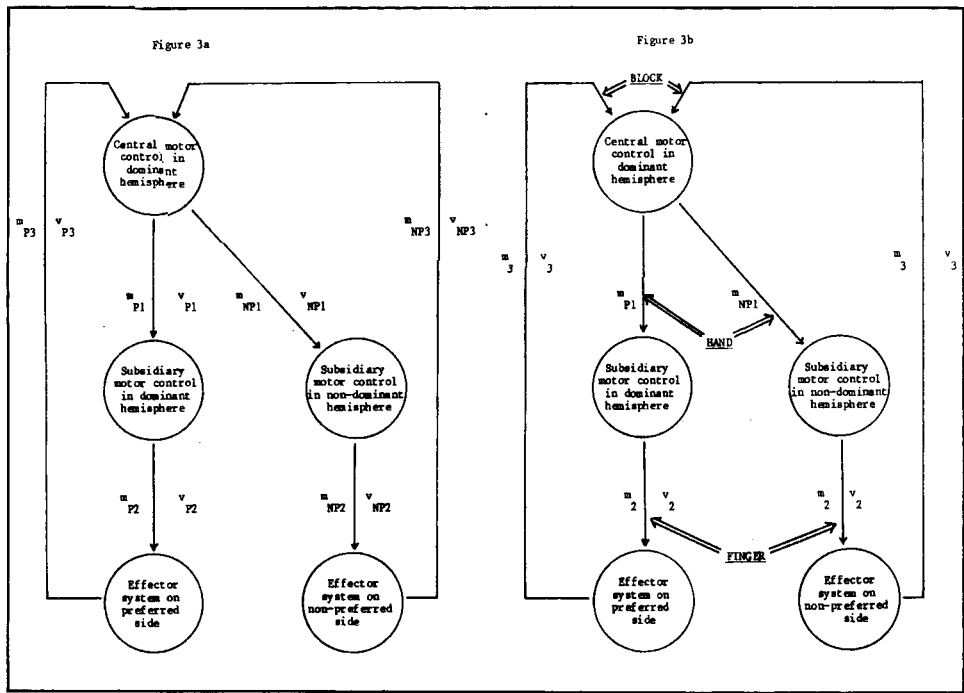 Figure 3a
Central motor
control in
dominant
hemisphere
m P3
v P3
m NP3
v NP3
m P1
v P1
m NP1
v NP1
Subsidiary
motor control
in dominant
hemisphere
Subsidiary
motor control
in non-dominant
hemisphere
m P2
v P2
m NP2
v NP2
Effector
system on
preferred
side
Effector
system on
non-preferred
side
Figure 3b
BLOCK
Central motor
control in
dominant
hemisphere
m 3
v 3
m 3
v 3
m P1
m NP1
HAND
Subsidiary
motor control
in dominant
hemisphere
Subsidiary
motor control
in non-dominant
hemisphere
m 2
v 2
m 2
v 2
FINGER
Effector
system on
preferred
side
Effector
system on
non-preferred
side